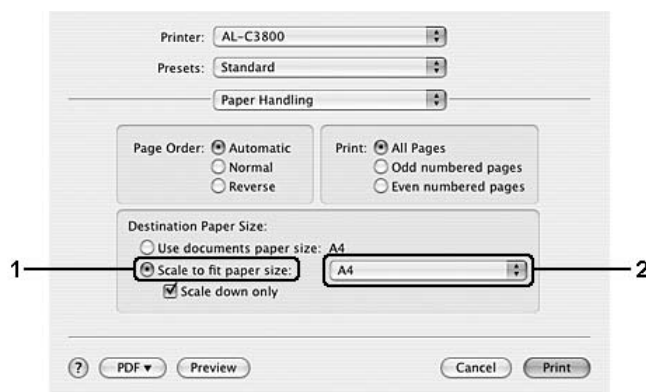 Printer: AL-C3800
Presets: Standard
Paper Handling
Page Order: Automatic Print: All Pages
Normal Odd numbered pages
Reverse Even numbered pages
Destination Paper Size:
Use documents paper size: A4
1 Scale to fit paper size: A4 2
Scale down only
? PDF▼ Preview Cancel Print